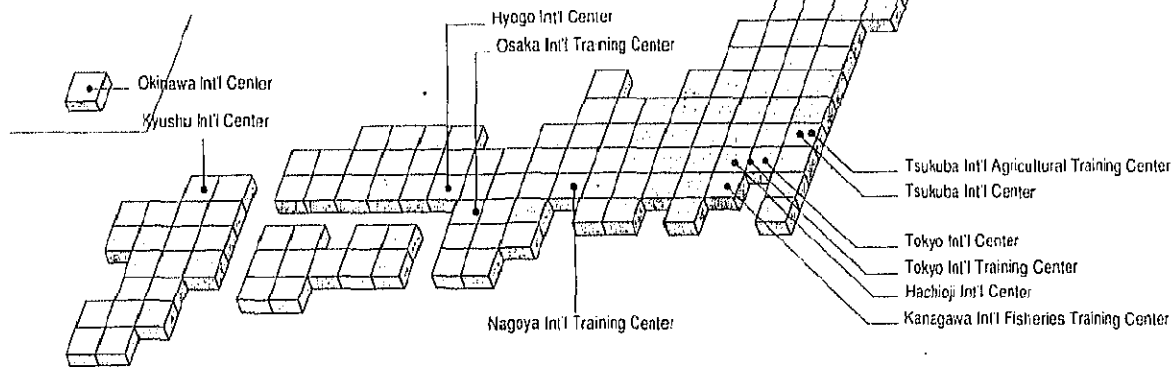 Hyogo Int'l Center
Osaka Int'l Training Center
Okinawa Int'l Center
Kyushu Int'l Center
Tsukuba Int'l Agricultural Training Center
Tsukuba Int'l Center
Tokyo Int'l Center
Tokyo Int'l Training Center
Hachioji Int'l Center
Nagoya Int'l Training Center
Kanagawa Int'l Fisheries Training Center